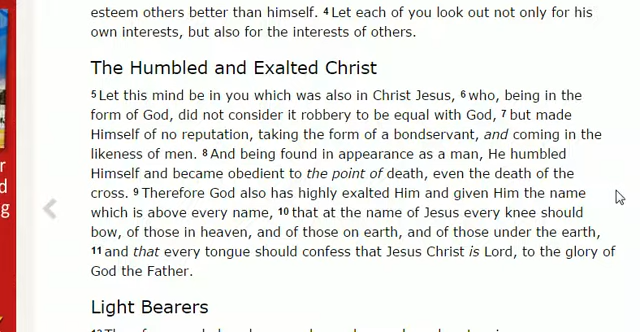 esteem others better than himself. 4 Let each of you look out not only for his
own interests, but also for the interests of others.
The Humbled and Exalted Christ
5 Let this mind be in you which was also in Christ Jesus, 6 who, being in the
form of God, did not consider it robbery to be equal with God, 7 but made
Himself of no reputation, taking the form of a bondservant, and coming in the
likeness of men. 8 And being found in appearance as a man, He humbled
Himself and became obedient to the point of death, even the death of the
cross. 9 Therefore God also has highly exalted Him and given Him the name
which is above every name, 10 that at the name of Jesus every knee should
bow, of those in heaven, and of those on earth, and of those under the earth,
11 and that every tongue should confess that Jesus Christ is Lord, to the glory of
God the Father.
Light Bearers
r
d
g